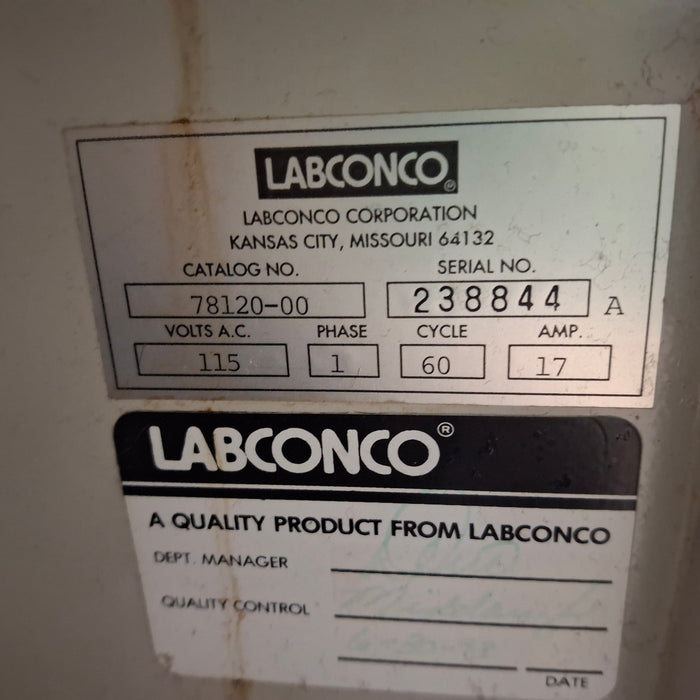 LABCONCO®
LABCONCO CORPORATION
KANSAS CITY, MISSOURI 64132
CATALOG NO. SERIAL NO.
78120-00 238844 A
VOLTS A.C. PHASE CYCLE AMP.
115 1 60 17
LABCONCO®
A QUALITY PRODUCT FROM LABCONCO
DEPT. MANAGER
QUALITY CONTROL
DATE